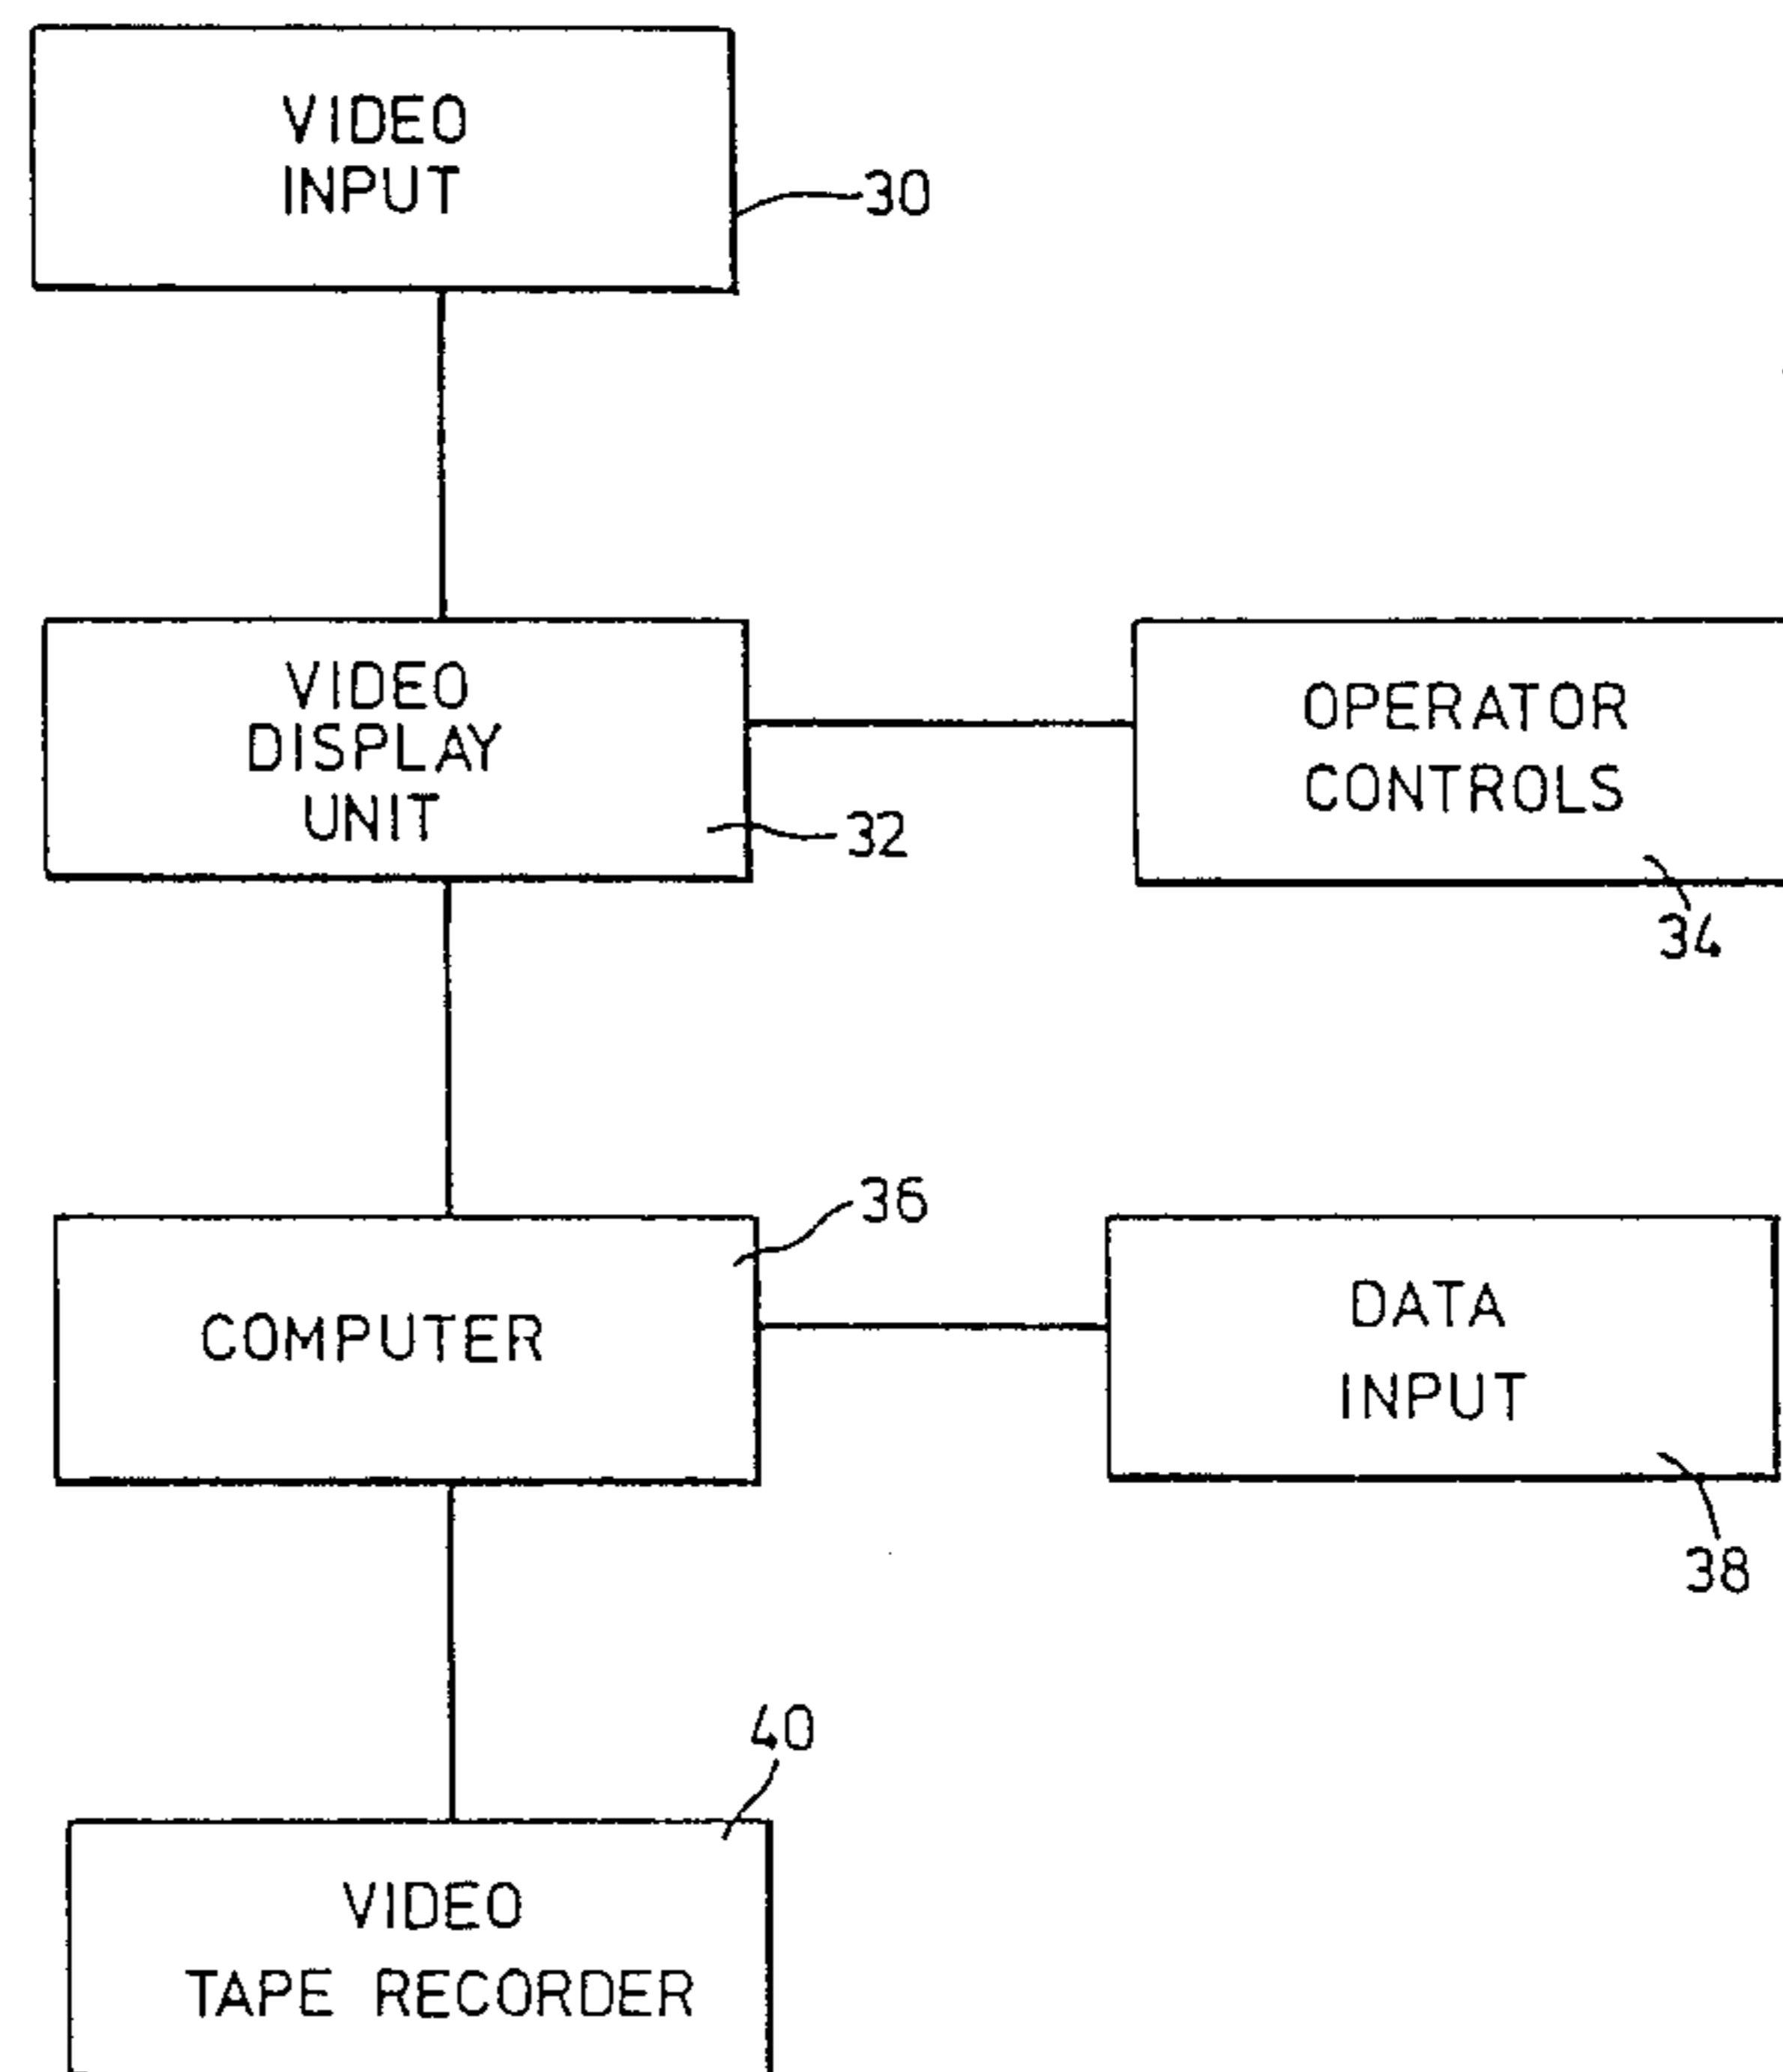 VIDEO
INPUT
30
VIDEO
DISPLAY
UNIT
32
OPERATOR
CONTROLS
34
36
COMPUTER
DATA
INPUT
38
40
VIDEO
TAPE RECORDER